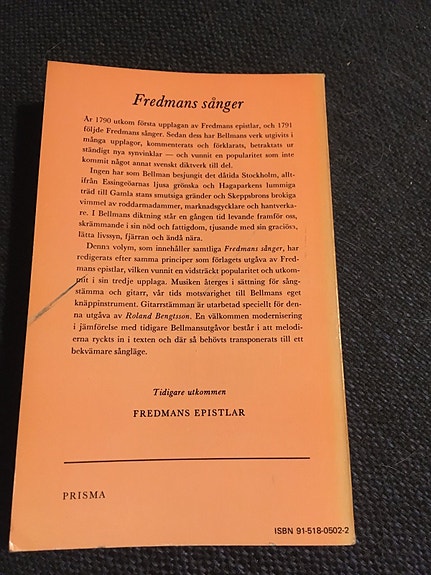 Fredmans sånger
År 1790 utkom första upplagan av Fredmans epistlar, och 1791
följde Fredmans sånger. Sedan dess har Bellmans verk utgivits i
många upplagor, kommenterats och förklarats, betraktats ur
ständigt nya synvinklar — och vunnit en popularitet som inte
kommit något annat svenskt diktverk till del.
Ingen har som Bellman besjungit det dåtida Stockholm, allt-
ifrån Essingeöarnas ljusa grönska och Hagaparkens lummiga
träd till Gamla stans smutsiga gränder och Skeppsbrons brokiga
vimmel av roddarmadammer, marknadsgycklare och hantverka-
re. I Bellmans diktning står en gången tid levande framför oss,
skrämmande i sin nöd och fattigdom, tjusande med sin graciösa,
lätta livssyn, fjärran och ändå nära.
Denna volym, som innehåller samtliga Fredmans sånger, har
redigerats efter samma principer som förlagets utgåva av Fred-
mans epistlar, vilken vunnit en vidsträckt popularitet och utkom-
mit i sin tredje upplaga. Musiken återges i sättning för sång-
stämma och gitarr, vår tids motsvarighet till Bellmans eget
knäppinstrument. Gitarrstämman är utarbetad speciellt för den-
na utgåva av Roland Bengtsson. En välkommen modernisering
i jämförelse med tidigare Bellmansutgåvor består i att melodi-
erna ryckts in i texten och där så behövts transponerats till ett
bekvämare sångläge.
Tidigare utkommen
FREDMANS EPISTLAR
PRISMA
ISBN 91-518-0502-2